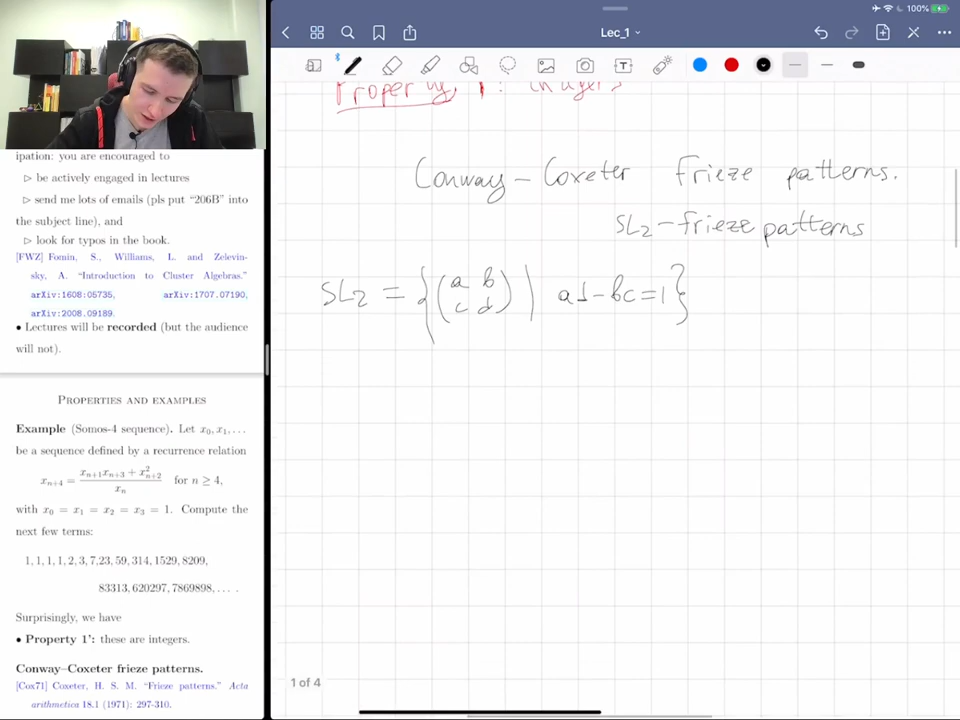 100%
Lec_1
Property 1: integers
Conway-Coxeter frieze patterns.
SL₂-frieze patterns
SL₂ = {(a b c d) | ad-bc=1}
1 of 4
ipation: you are encouraged to
▷ be actively engaged in lectures
▷ send me lots of emails (pls put “206B” into
the subject line), and
▷ look for typos in the book.
[FWZ] Fomin, S., Williams, L. and Zelevin-
sky, A. “Introduction to Cluster Algebras.”
arXiv:1608:05735, arXiv:1707.07190,
arXiv:2008.09189.
• Lectures will be recorded (but the audience
will not).
Properties and examples
Example (Somos-4 sequence). Let x₀, x₁, . . .
be a sequence defined by a recurrence relation
xₙ₊₄ = (xₙ₊₁xₙ₊₃ + x²ₙ₊₂)/xₙ for n ≥ 4,
with x₀ = x₁ = x₂ = x₃ = 1. Compute the
next few terms:
1, 1, 1, 1, 2, 3, 7, 23, 59, 314, 1529, 8209,
83313, 620297, 7869898, . . . .
Surprisingly, we have
• Property 1’: these are integers.
Conway–Coxeter frieze patterns.
[Cox71] Coxeter, H. S. M. “Frieze patterns.” Acta
arithmetica 18.1 (1971): 297-310.